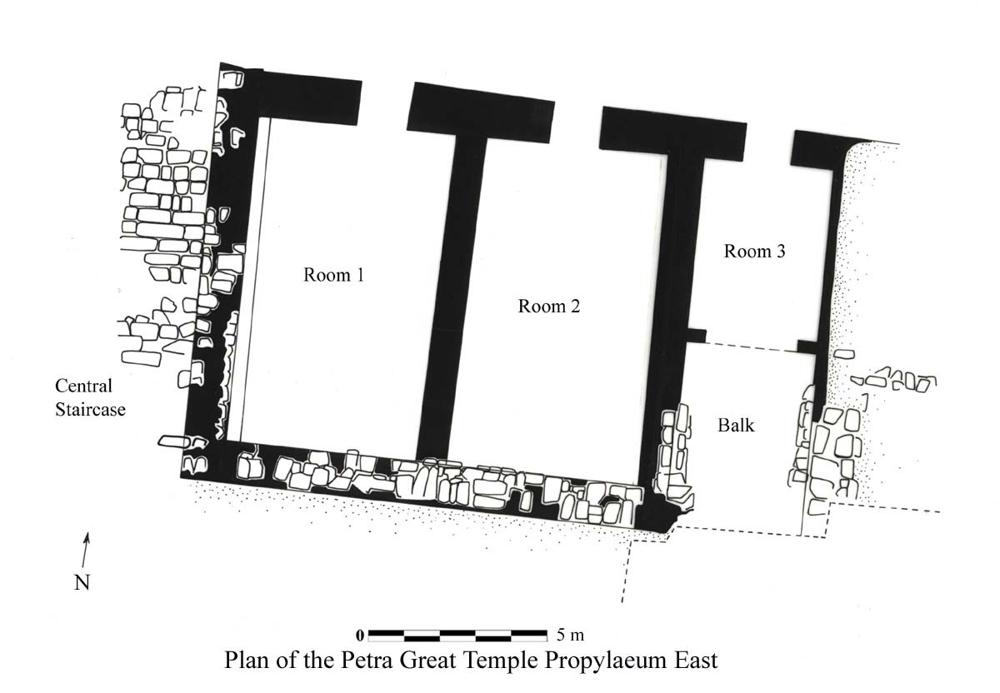 Room 1
Room 2
Room 3
Balk
Central
Staircase
N
0
5 m
Plan of the Petra Great Temple Propylaeum East